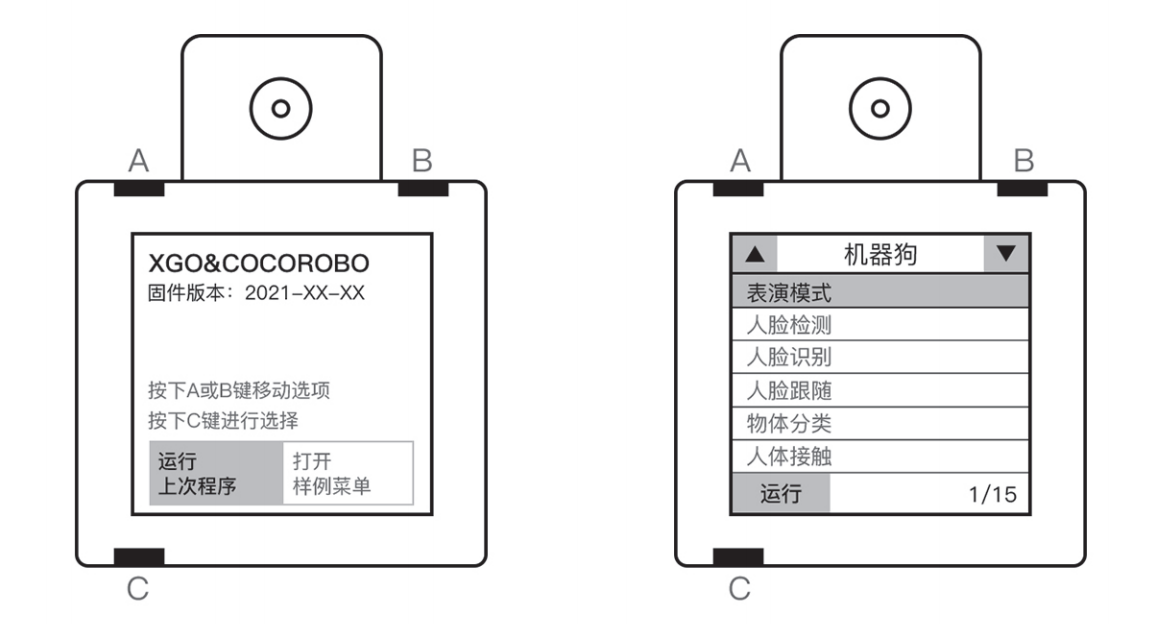 A
B
XGO&COCOROBO
固件版本：2021-XX-XX
按下A或B键移动选项
按下C键进行选择
运行
上次程序
打开
样例菜单
C
A
B
▲ 机器狗 ▼
表演模式
人脸检测
人脸识别
人脸跟随
物体分类
人体接触
运行 1/15
C